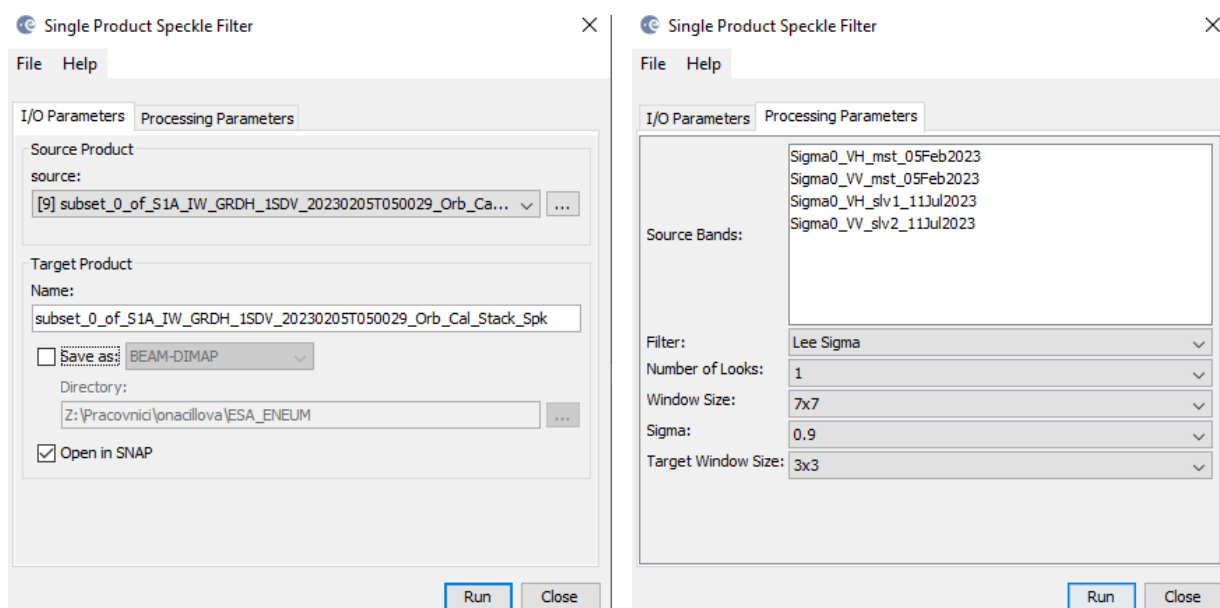 Single Product Speckle Filter
File Help
I/O Parameters Processing Parameters
Source Product
source:
[9] subset_0_of_S1A_IW_GRDH_1SDV_20230205T050029_Orb_Ca... ...
Target Product
Name:
subset_0_of_S1A_IW_GRDH_1SDV_20230205T050029_Orb_Cal_Stack_Spk
Save as: BEAM-DIMAP
Directory:
Z:\Pracovnici\onacillova\ESA_ENEUM ...
Open in SNAP
Run Close
Single Product Speckle Filter
File Help
I/O Parameters Processing Parameters
Source Bands:
Sigma0_VH_mst_05Feb2023
Sigma0_VV_mst_05Feb2023
Sigma0_VH_slv1_11Jul2023
Sigma0_VV_slv2_11Jul2023
Filter: Lee Sigma
Number of Looks: 1
Window Size: 7x7
Sigma: 0.9
Target Window Size: 3x3
Run Close